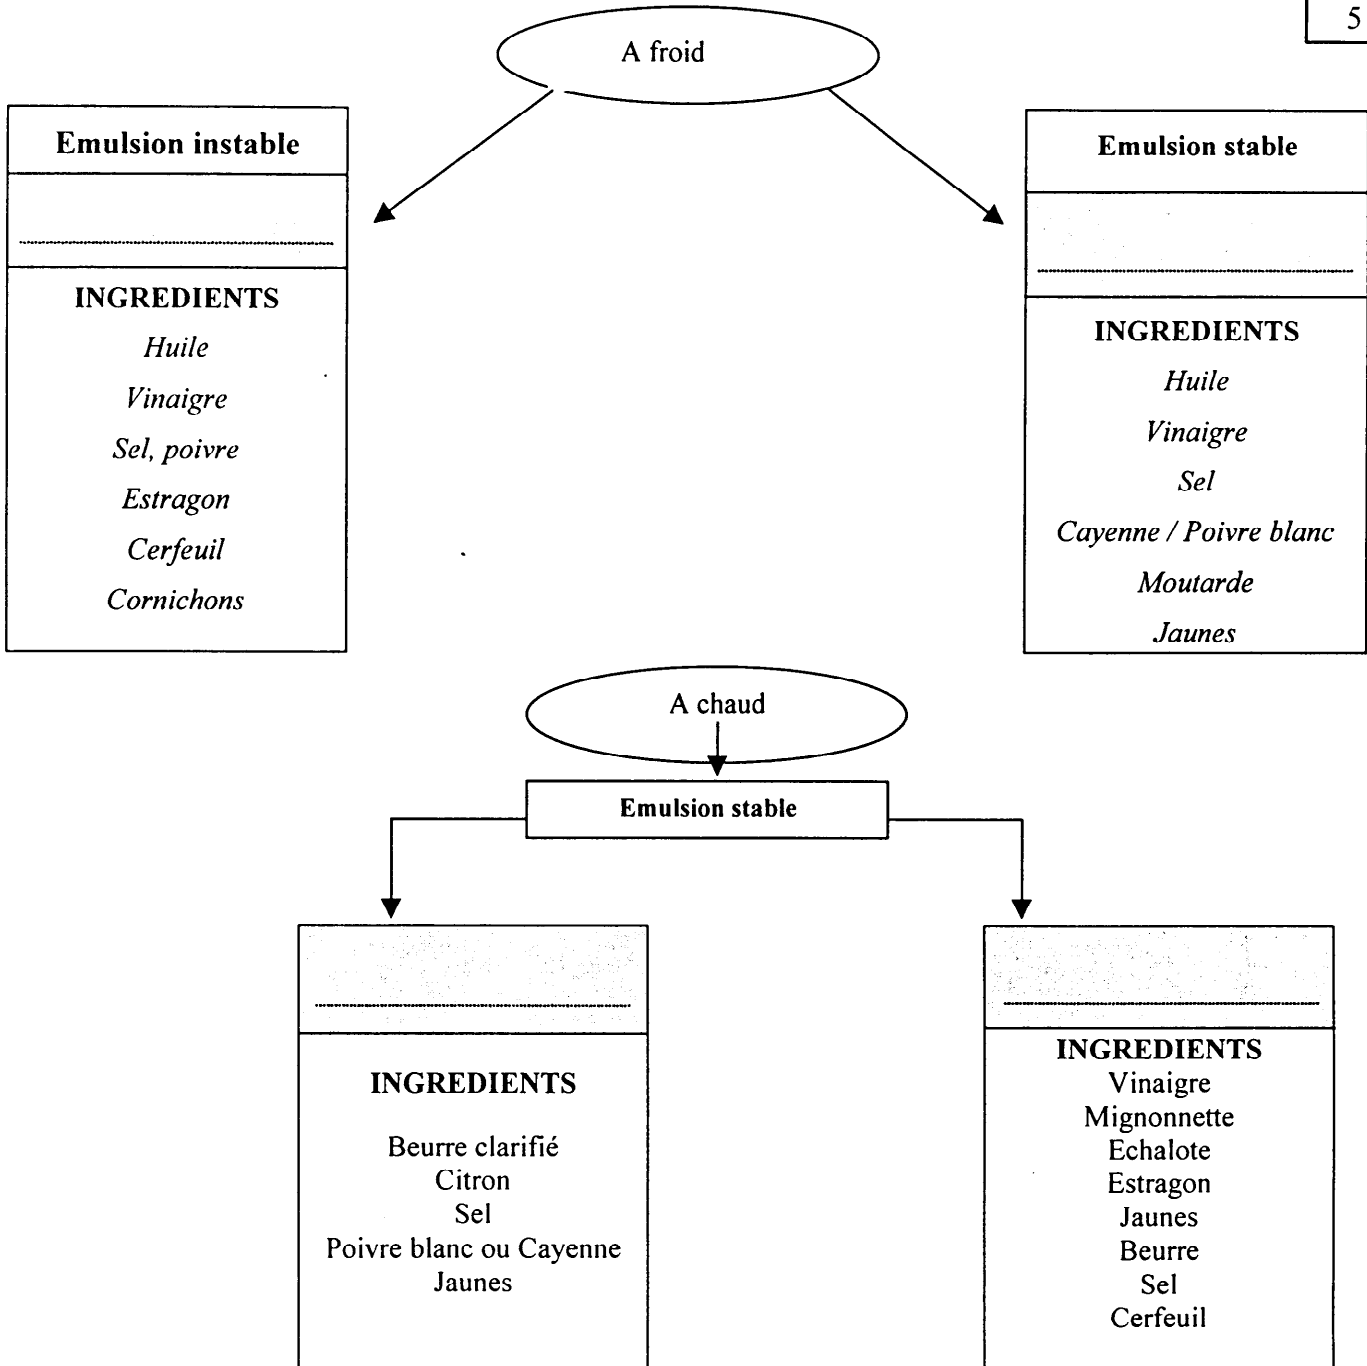 5
A froid
Emulsion instable
INGREDIENTS
Huile
Vinaigre
Sel, poivre
Estragon
Cerfeuil
Cornichons
Emulsion stable
INGREDIENTS
Huile
Vinaigre
Sel
Cayenne / Poivre blanc
Moutarde
Jaunes
A chaud
Emulsion stable
INGREDIENTS
Beurre clarifié
Citron
Sel
Poivre blanc ou Cayenne
Jaunes
INGREDIENTS
Vinaigre
Mignonnette
Echalote
Estragon
Jaunes
Beurre
Sel
Cerfeuil